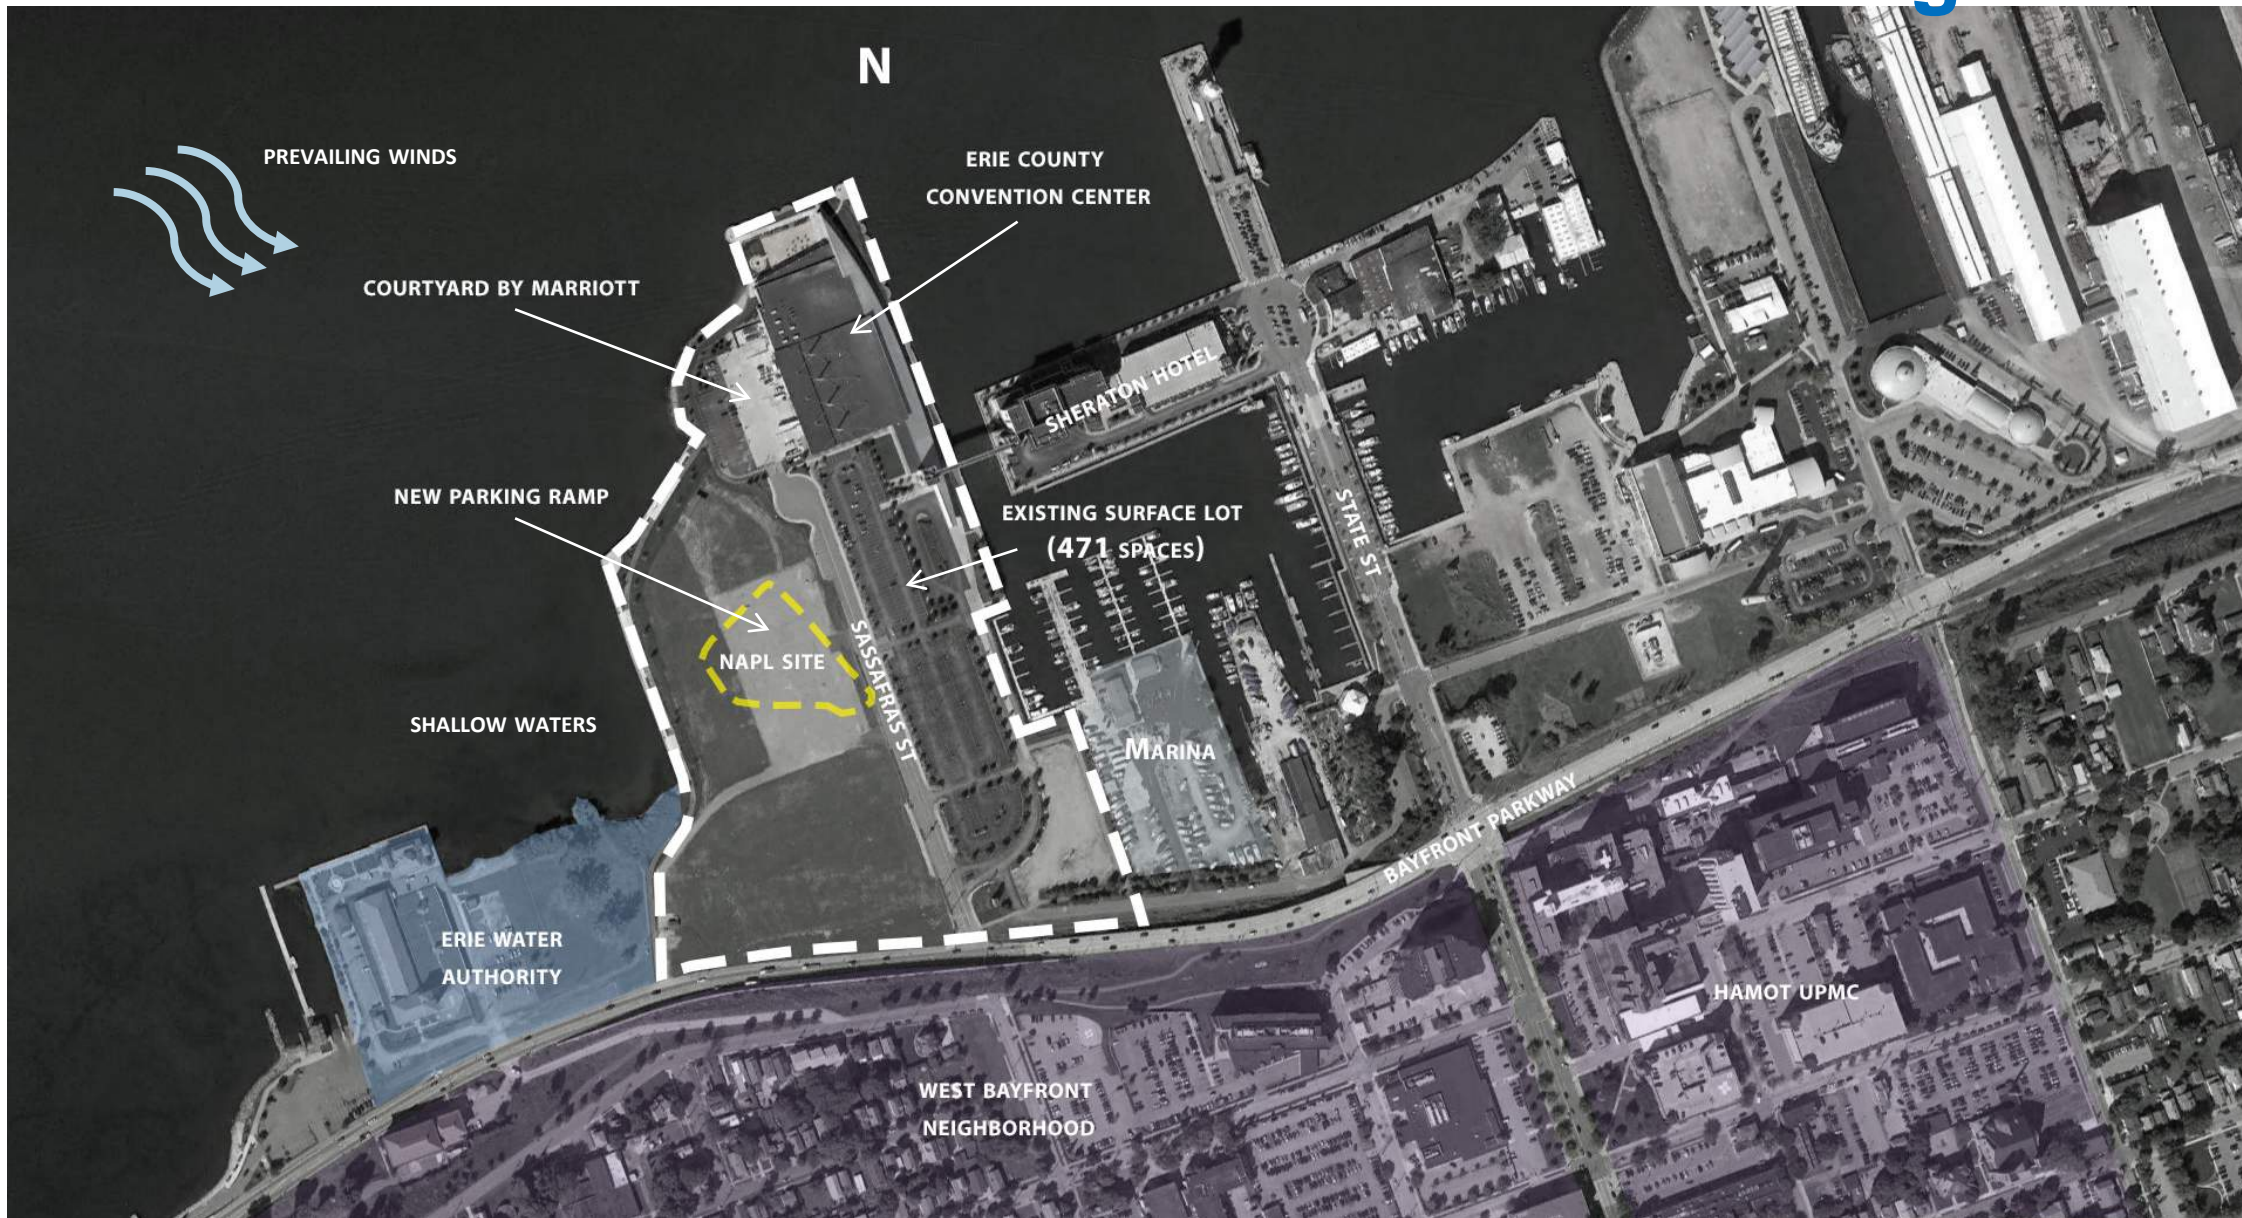 g
N
PREVAILING WINDS
ERIE COUNTY
CONVENTION CENTER
COURTYARD BY MARRIOTT
SHERATON HOTEL
NEW PARKING RAMP
EXISTING SURFACE LOT
(471 SPACES)
STATE ST
NAPL SITE
SASSAFRAS ST
SHALLOW WATERS
MARINA
BAYFRONT PARKWAY
ERIE WATER
AUTHORITY
HAMOT UPMC
WEST BAYFRONT
NEIGHBORHOOD